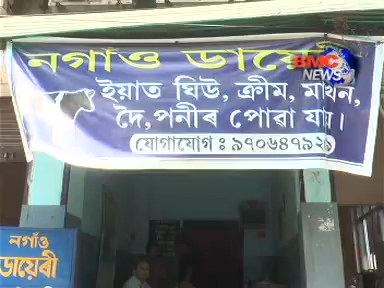 নগাঁও ডায়েৰী
BMC
NEWS
ইয়াত ঘিউ, ক্ৰীম, মাখন,
দৈ, পনীৰ পোৱা যায়।
যোগাযোগ : ৯৭০৬৪৭৯২
নগাঁও
ডায়েৰী